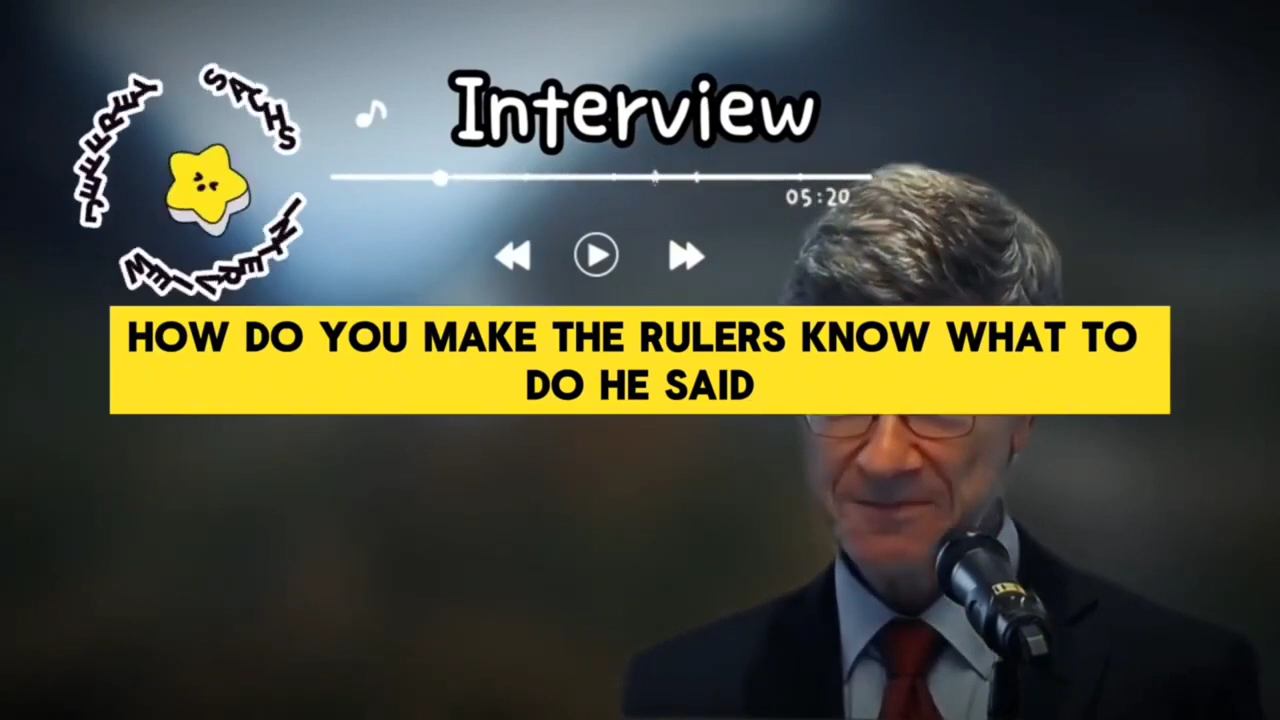 JEFFREY SACHS
INTERVIEW
Interview
05:20
HOW DO YOU MAKE THE RULERS KNOW WHAT TO
DO HE SAID